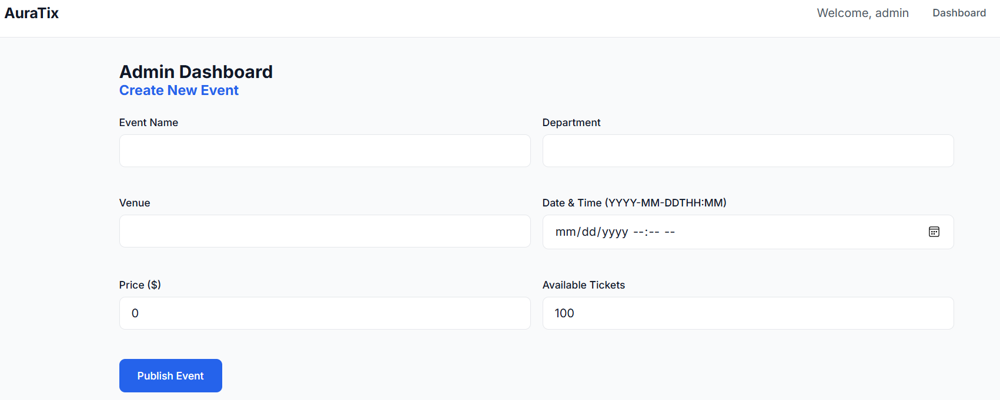 AuraTix
Welcome, admin
Dashboard
Admin Dashboard
Create New Event
Event Name
Department
Venue
Date & Time (YYYY-MM-DDTHH:MM)
mm/dd/yyyy --:-- --
Price ($)
Available Tickets
0
100
Publish Event